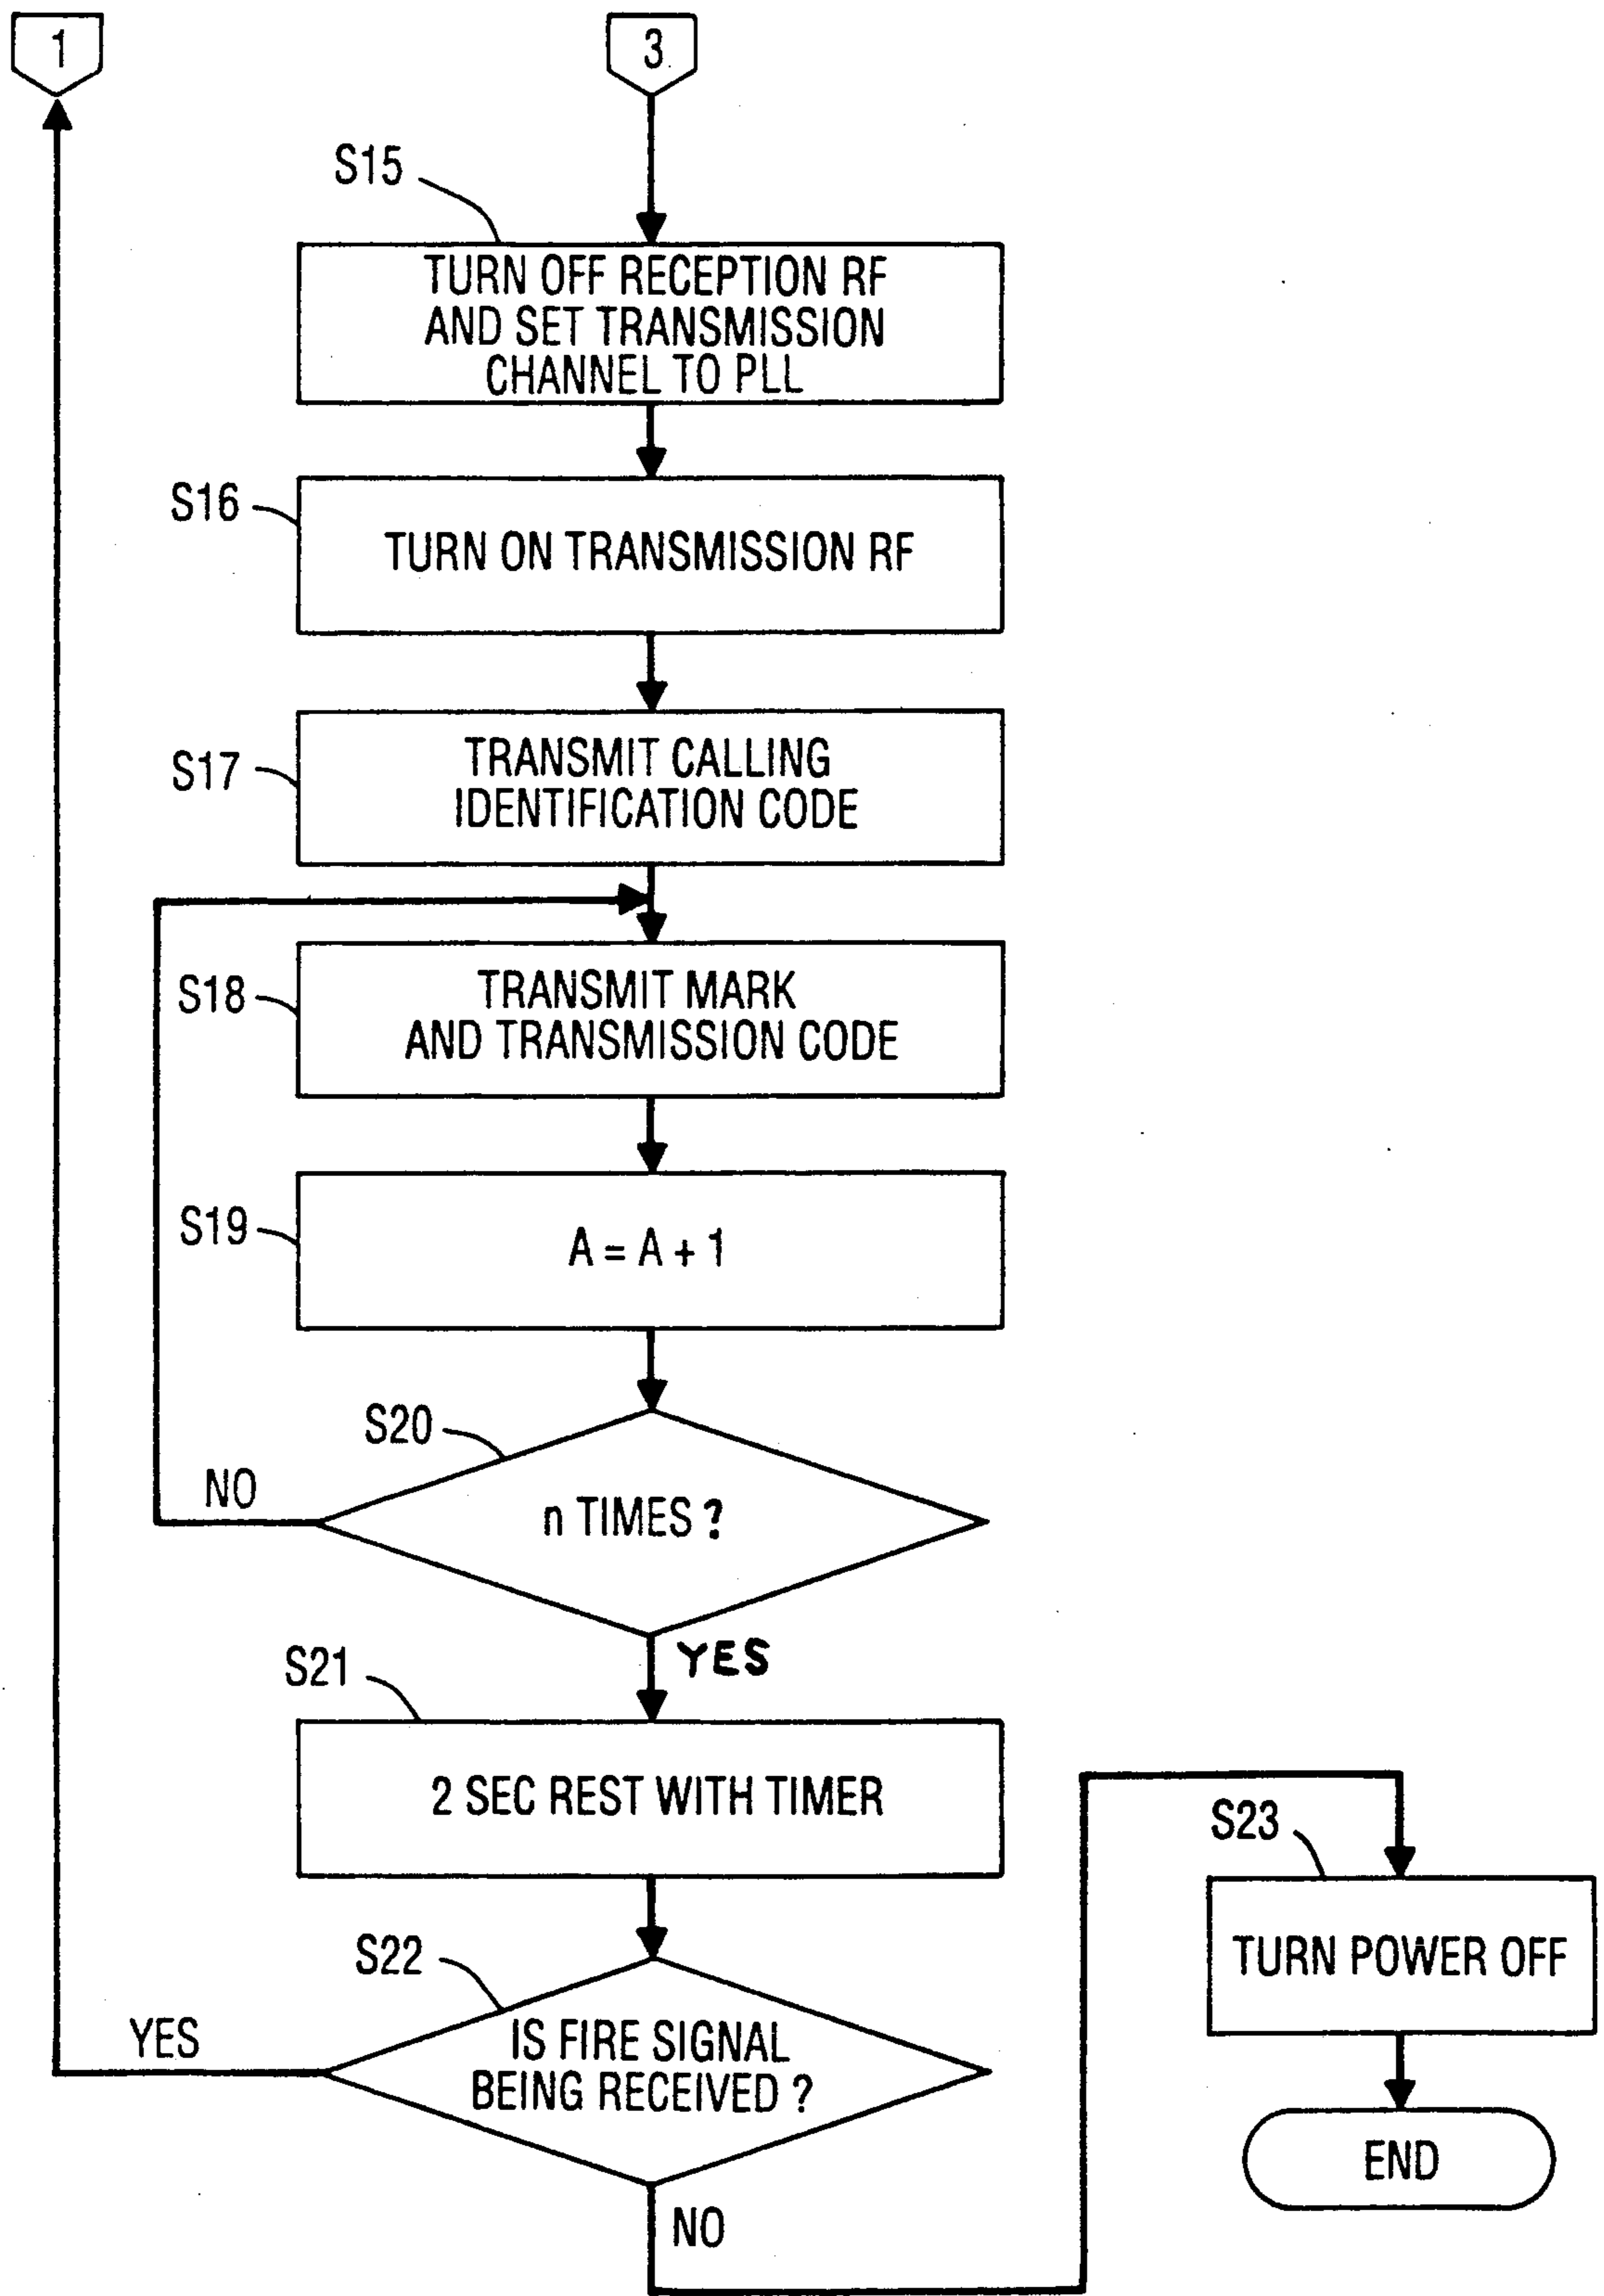 1
3
S15
TURN OFF RECEPTION RF
AND SET TRANSMISSION
CHANNEL TO PLL
S16
TURN ON TRANSMISSION RF
S17
TRANSMIT CALLING
IDENTIFICATION CODE
S18
TRANSMIT MARK
AND TRANSMISSION CODE
S19
A = A + 1
S20
NO
n TIMES ?
YES
S21
2 SEC REST WITH TIMER
S22
YES
IS FIRE SIGNAL
BEING RECEIVED ?
NO
S23
TURN POWER OFF
END